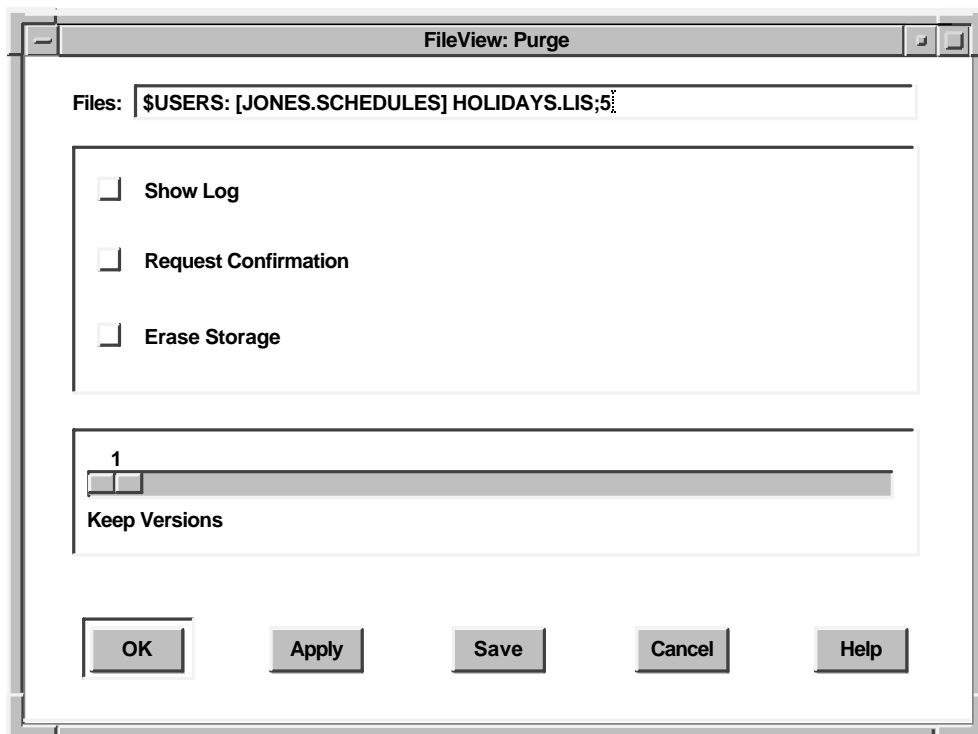 FileView: Purge
Files: $USERS: [JONES.SCHEDULES] HOLIDAYS.LIS;5
Show Log
Request Confirmation
Erase Storage
1
Keep Versions
OK Apply Save Cancel Help